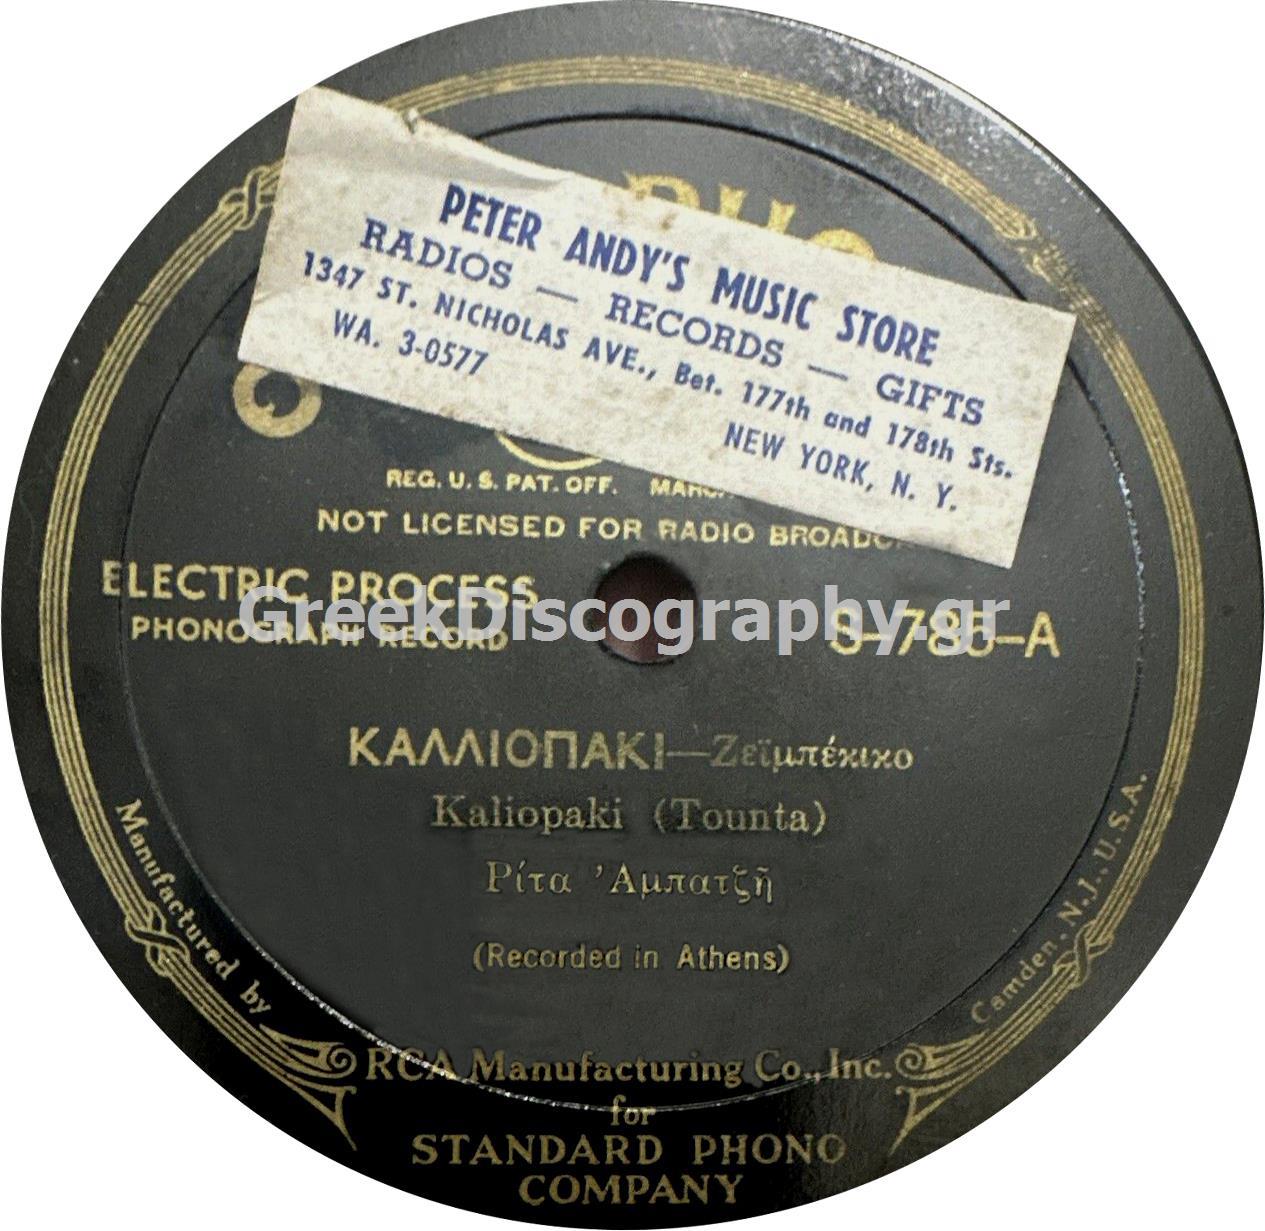 PETER ANDY'S MUSIC STORE
RADIOS — RECORDS — GIFTS
1347 ST. NICHOLAS AVE., Bet. 177th and 178th Sts.
WA. 3-0577
NEW YORK, N. Y.
REG. U. S. PAT. OFF.
NOT LICENSED FOR RADIO
ELECTRIC PROCESS
PHONOGRAPH RECORD
S-785-A
GreekDiscography.gr
ΚΑΛΛΙΟΠΑΚΙ—Ζεϊμπέκικο
Kaliopaki (Tounta)
Ρίτα 'Αμπατζῆ
(Recorded in Athens)
Manufactured by
RCA Manufacturing Co., Inc.
Camden, N.J., U.S.A.
for
STANDARD PHONO
COMPANY